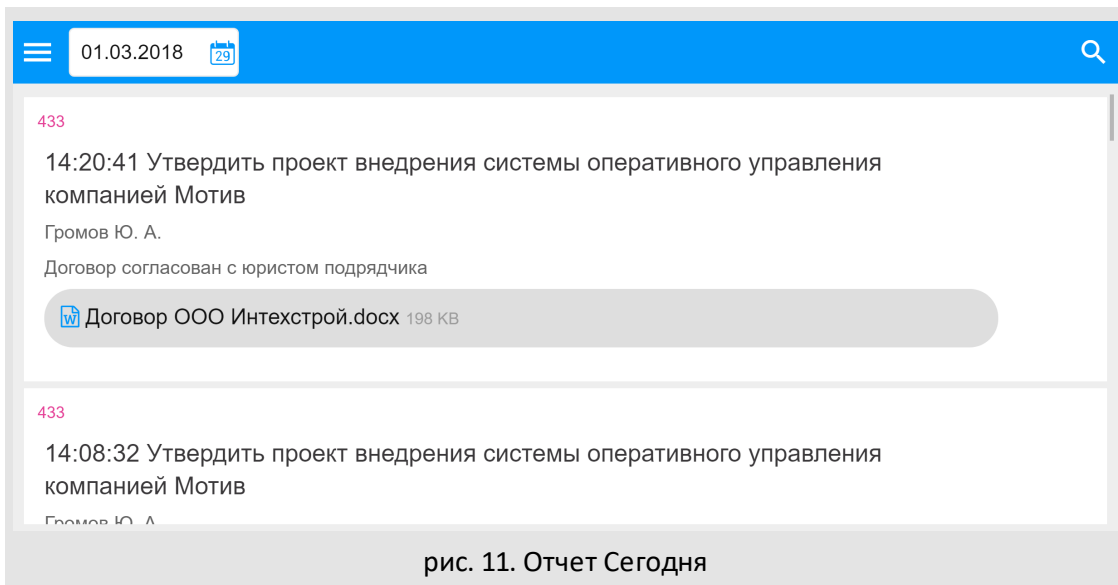 01.03.2018
29
433
14:20:41 Утвердить проект внедрения системы оперативного управления
компанией Мотив
Громов Ю. А.
Договор согласован с юристом подрядчика
W Договор ООО Интехстрой.docx 198 KB
433
14:08:32 Утвердить проект внедрения системы оперативного управления
компанией Мотив
Громов Ю. А.
рис. 11. Отчет Сегодня